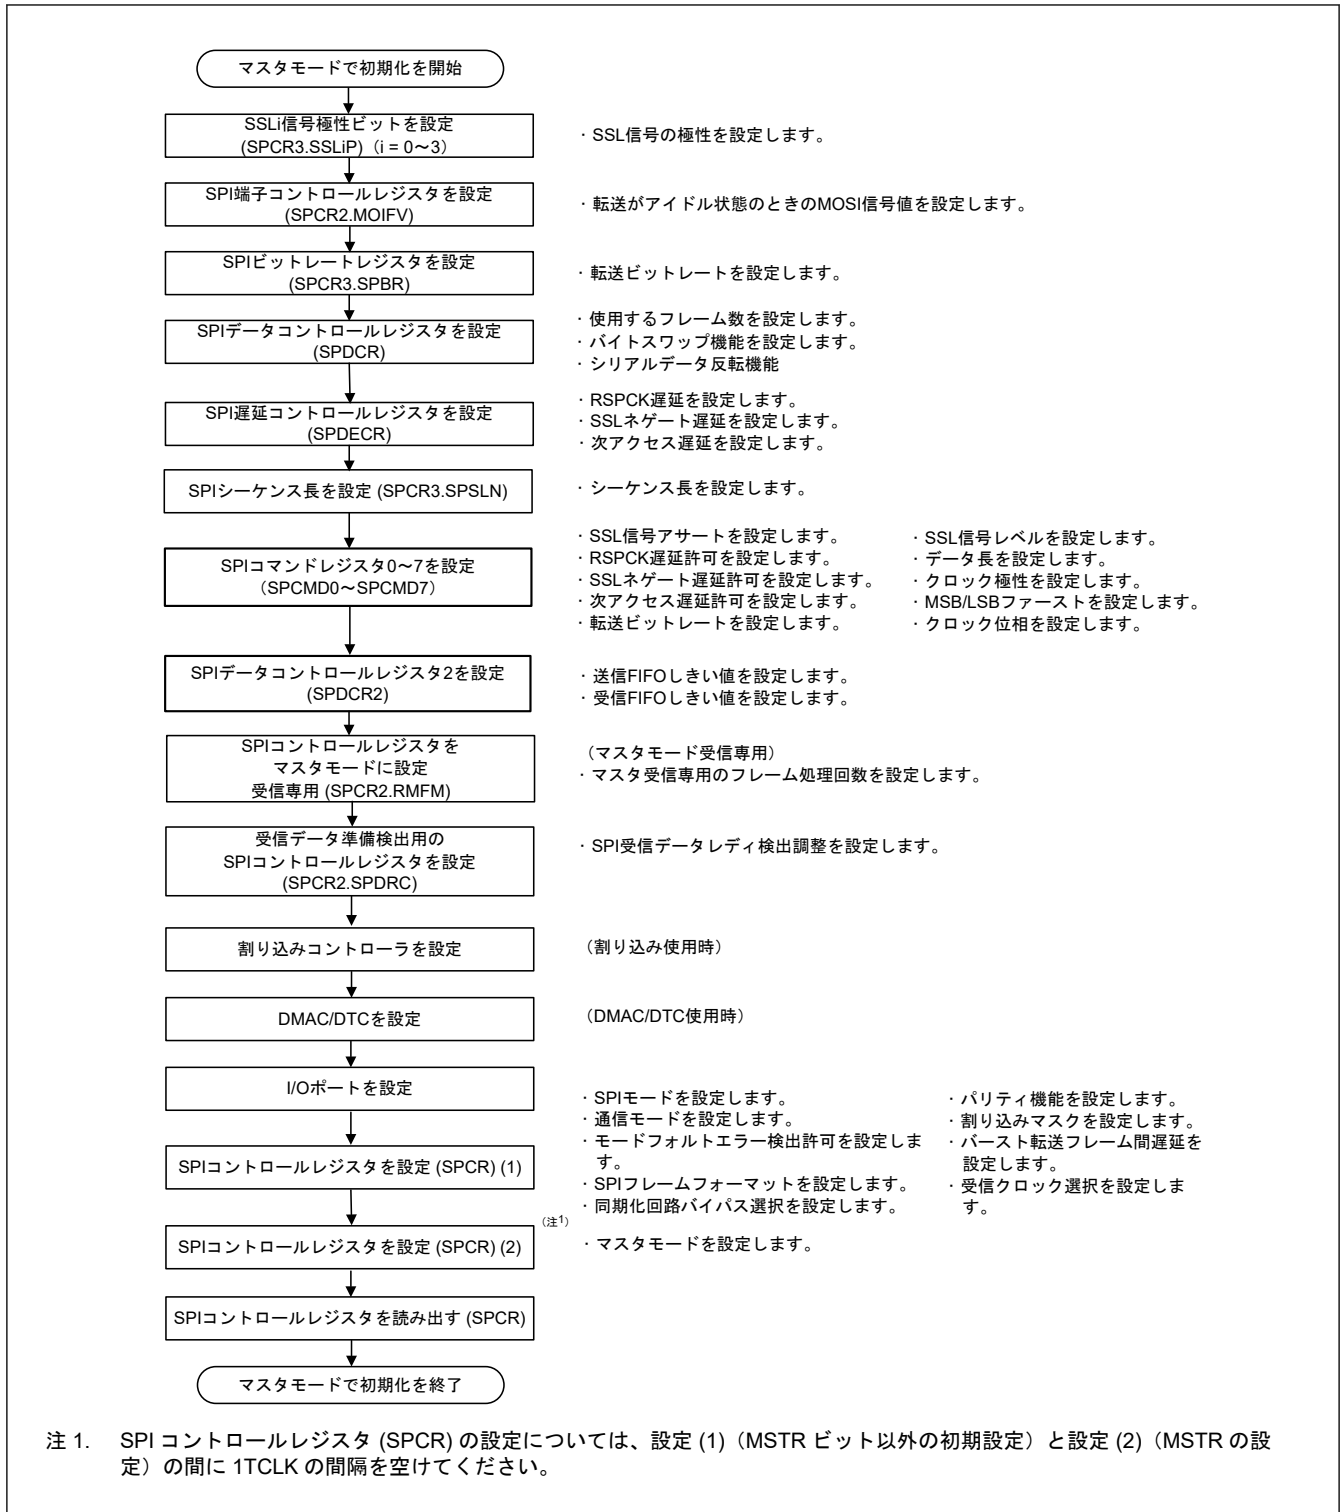 マスタモードで初期化を開始
SSLi信号極性ビットを設定
(SPCR3.SSLiP)（i = 0～3）
・SSL信号の極性を設定します。
SPI端子コントロールレジスタを設定
(SPCR2.MOIFV)
・転送がアイドル状態のときのMOSI信号値を設定します。
SPIビットレートレジスタを設定
(SPCR3.SPBR)
・転送ビットレートを設定します。
SPIデータコントロールレジスタを設定
(SPDCR)
・使用するフレーム数を設定します。
・バイトスワップ機能を設定します。
・シリアルデータ反転機能
SPI遅延コントロールレジスタを設定
(SPDECR)
・RSPCK遅延を設定します。
・SSLネゲート遅延を設定します。
・次アクセス遅延を設定します。
SPIシーケンス長を設定 (SPCR3.SPSLN)
・シーケンス長を設定します。
SPIコマンドレジスタ0～7を設定
（SPCMD0～SPCMD7）
・SSL信号アサートを設定します。
・RSPCK遅延許可を設定します。
・SSLネゲート遅延許可を設定します。
・次アクセス遅延許可を設定します。
・転送ビットレートを設定します。
・SSL信号レベルを設定します。
・データ長を設定します。
・クロック極性を設定します。
・MSB/LSBファーストを設定します。
・クロック位相を設定します。
SPIデータコントロールレジスタ2を設定
(SPDCR2)
・送信FIFOしきい値を設定します。
・受信FIFOしきい値を設定します。
SPIコントロールレジスタを
マスタモードに設定
受信専用 (SPCR2.RMFM)
（マスタモード受信専用）
・マスタ受信専用のフレーム処理回数を設定します。
受信データ準備検出用の
SPIコントロールレジスタを設定
(SPCR2.SPDRC)
・SPI受信データレディ検出調整を設定します。
割り込みコントローラを設定
（割り込み使用時）
DMAC/DTCを設定
（DMAC/DTC使用時）
I/Oポートを設定
SPIコントロールレジスタを設定 (SPCR) (1)
・SPIモードを設定します。
・通信モードを設定します。
・モードフォルトエラー検出許可を設定しま
す。
・SPIフレームフォーマットを設定します。
・同期化回路バイパス選択を設定します。
・パリティ機能を設定します。
・割り込みマスクを設定します。
・バースト転送フレーム間遅延を
設定します。
・受信クロック選択を設定しま
す。
（注1）
SPIコントロールレジスタを設定 (SPCR) (2)
・マスタモードを設定します。
SPIコントロールレジスタを読み出す (SPCR)
マスタモードで初期化を終了
注 1. SPI コントロールレジスタ (SPCR) の設定については、設定 (1)（MSTR ビット以外の初期設定）と設定 (2)（MSTR の設
定）の間に 1TCLK の間隔を空けてください。